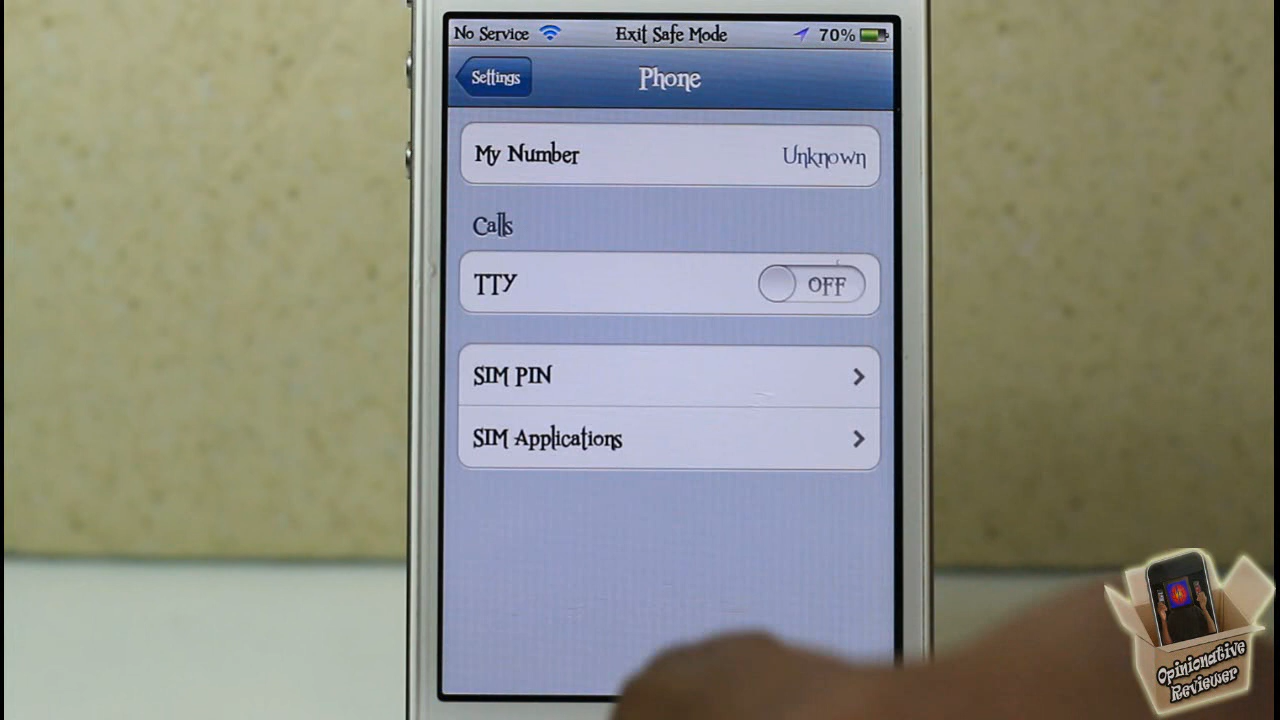 No Service Exit Safe Mode 70%
Settings Phone
My Number Unknown
Calls
TTY OFF
SIM PIN
SIM Applications
Opinionative
Reviewer